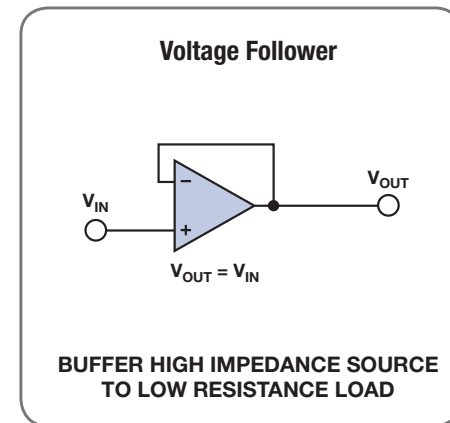 Voltage Follower
V_OUT
V_IN
−
+
V_OUT = V_IN
BUFFER HIGH IMPEDANCE SOURCE
TO LOW RESISTANCE LOAD